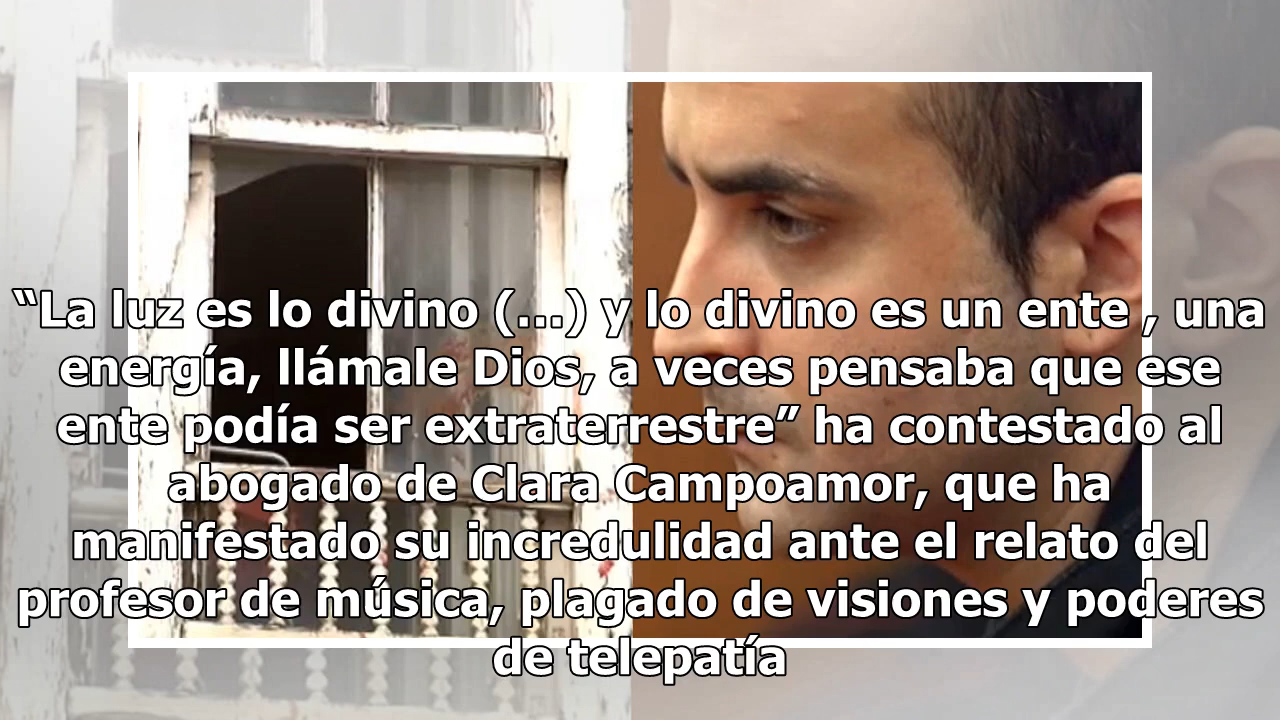 “La luz es lo divino (...) y lo divino es un ente , una
energía, llámale Dios, a veces pensaba que ese
ente podía ser extraterrestre” ha contestado al
abogado de Clara Campoamor, que ha
manifestado su incredulidad ante el relato del
profesor de música, plagado de visiones y poderes
de telepatía